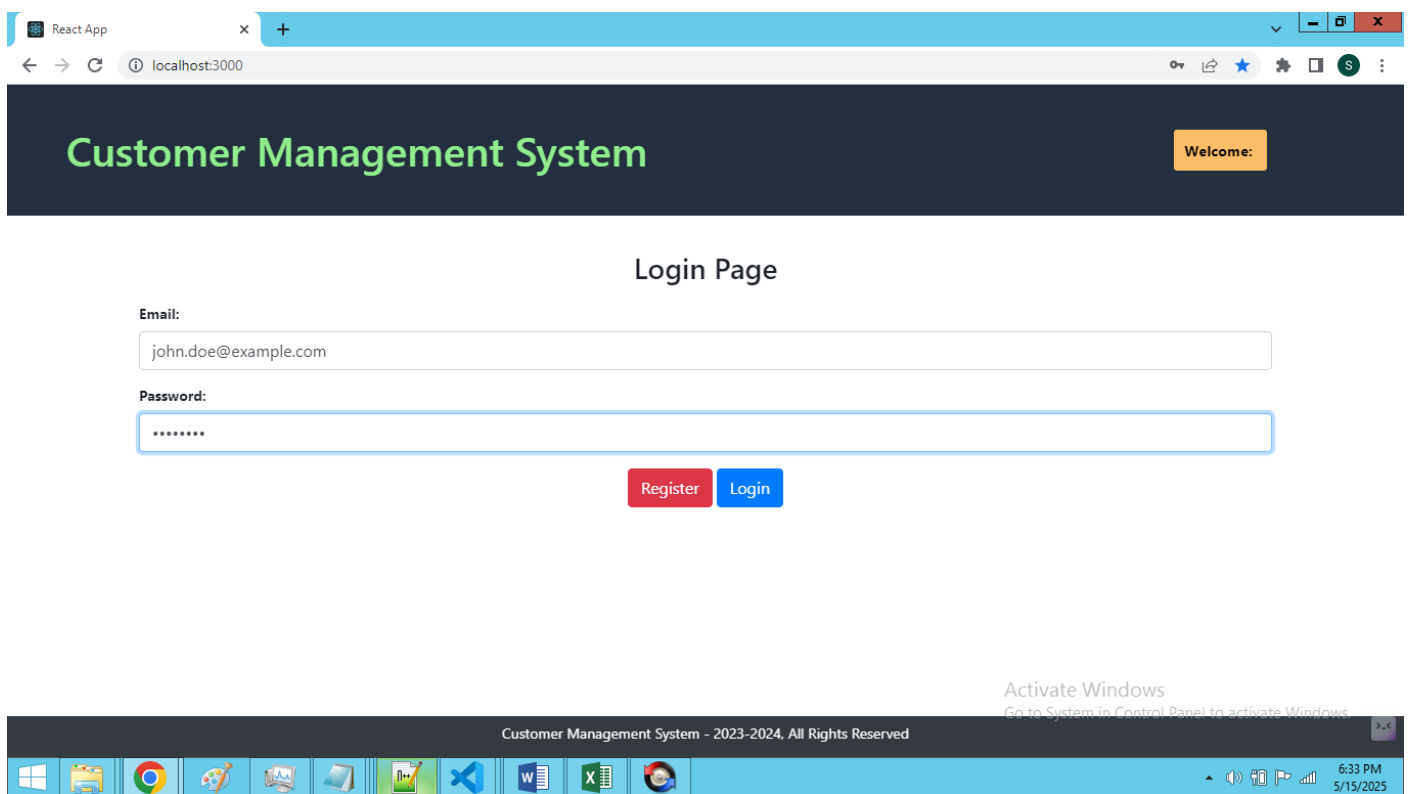 React App
localhost:3000
S
Customer Management System
Welcome:
Login Page
Email:
john.doe@example.com
Password:
••••••••
Register Login
Activate Windows
Go to System in Control Panel to activate Windows.
Customer Management System - 2023-2024, All Rights Reserved
6:33 PM
5/15/2025